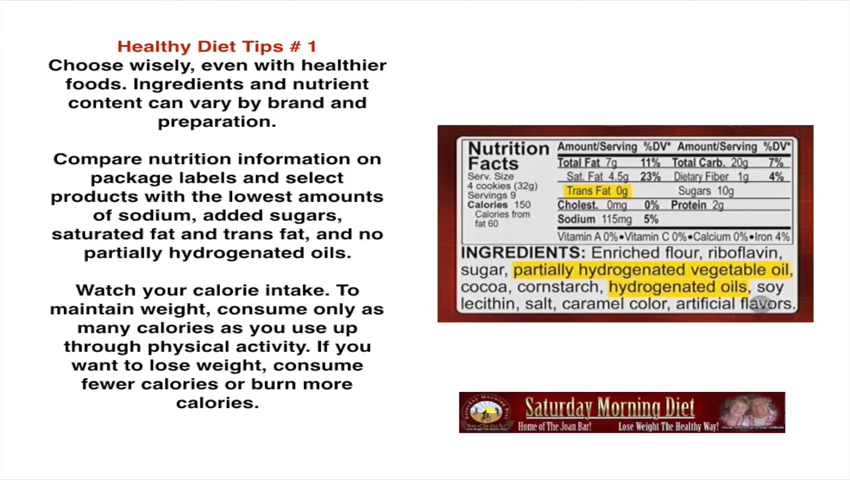 Healthy Diet Tips # 1
Choose wisely, even with healthier
foods. Ingredients and nutrient
content can vary by brand and
preparation.
Compare nutrition information on
package labels and select
products with the lowest amounts
of sodium, added sugars,
saturated fat and trans fat, and no
partially hydrogenated oils.
Watch your calorie intake. To
maintain weight, consume only as
many calories as you use up
through physical activity. If you
want to lose weight, consume
fewer calories or burn more
calories.
Nutrition
Facts
Serv. Size
4 cookies (32g)
Servings 9
Calories 150
Calories from
fat 60
Amount/Serving %DV* Amount/Serving %DV*
Total Fat 7g 11% Total Carb. 20g 7%
Sat. Fat 4.5g 23% Dietary Fiber 1g 4%
Trans Fat 0g Sugars 10g
Cholest. 0mg 0% Protein 2g
Sodium 115mg 5%
Vitamin A 0%•Vitamin C 0%•Calcium 0%•Iron 4%
INGREDIENTS: Enriched flour, riboflavin,
sugar, partially hydrogenated vegetable oil,
cocoa, cornstarch, hydrogenated oils, soy
lecithin, salt, caramel color, artificial flavors.
Saturday Morning Diet
Home of The Joan Bar! Lose Weight The Healthy Way!